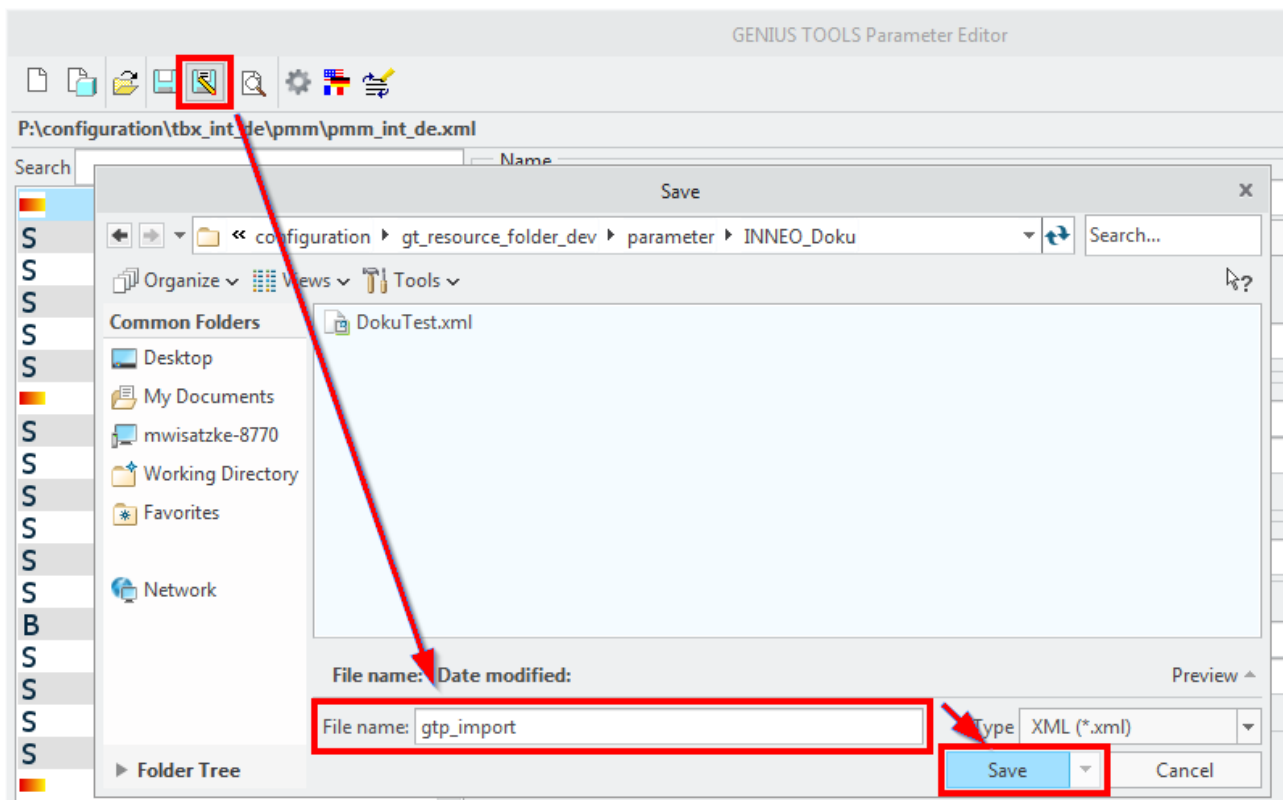 GENIUS TOOLS Parameter Editor
P:\configuration\tbx_int_de\pmm\pmm_int_de.xml
Search
Name
Save
« configuration gt_resource_folder_dev parameter INNEO_Doku Search...
Organize Views Tools ?
Common Folders
DokuTest.xml
Desktop
My Documents
mwisatzke-8770
Working Directory
Favorites
Network
File name: Date modified: Preview
File name: gtp_import Type XML (*.xml)
Folder Tree
Save Cancel
S
S
S
S
S
S
S
S
S
S
S
B
S
S
S
S